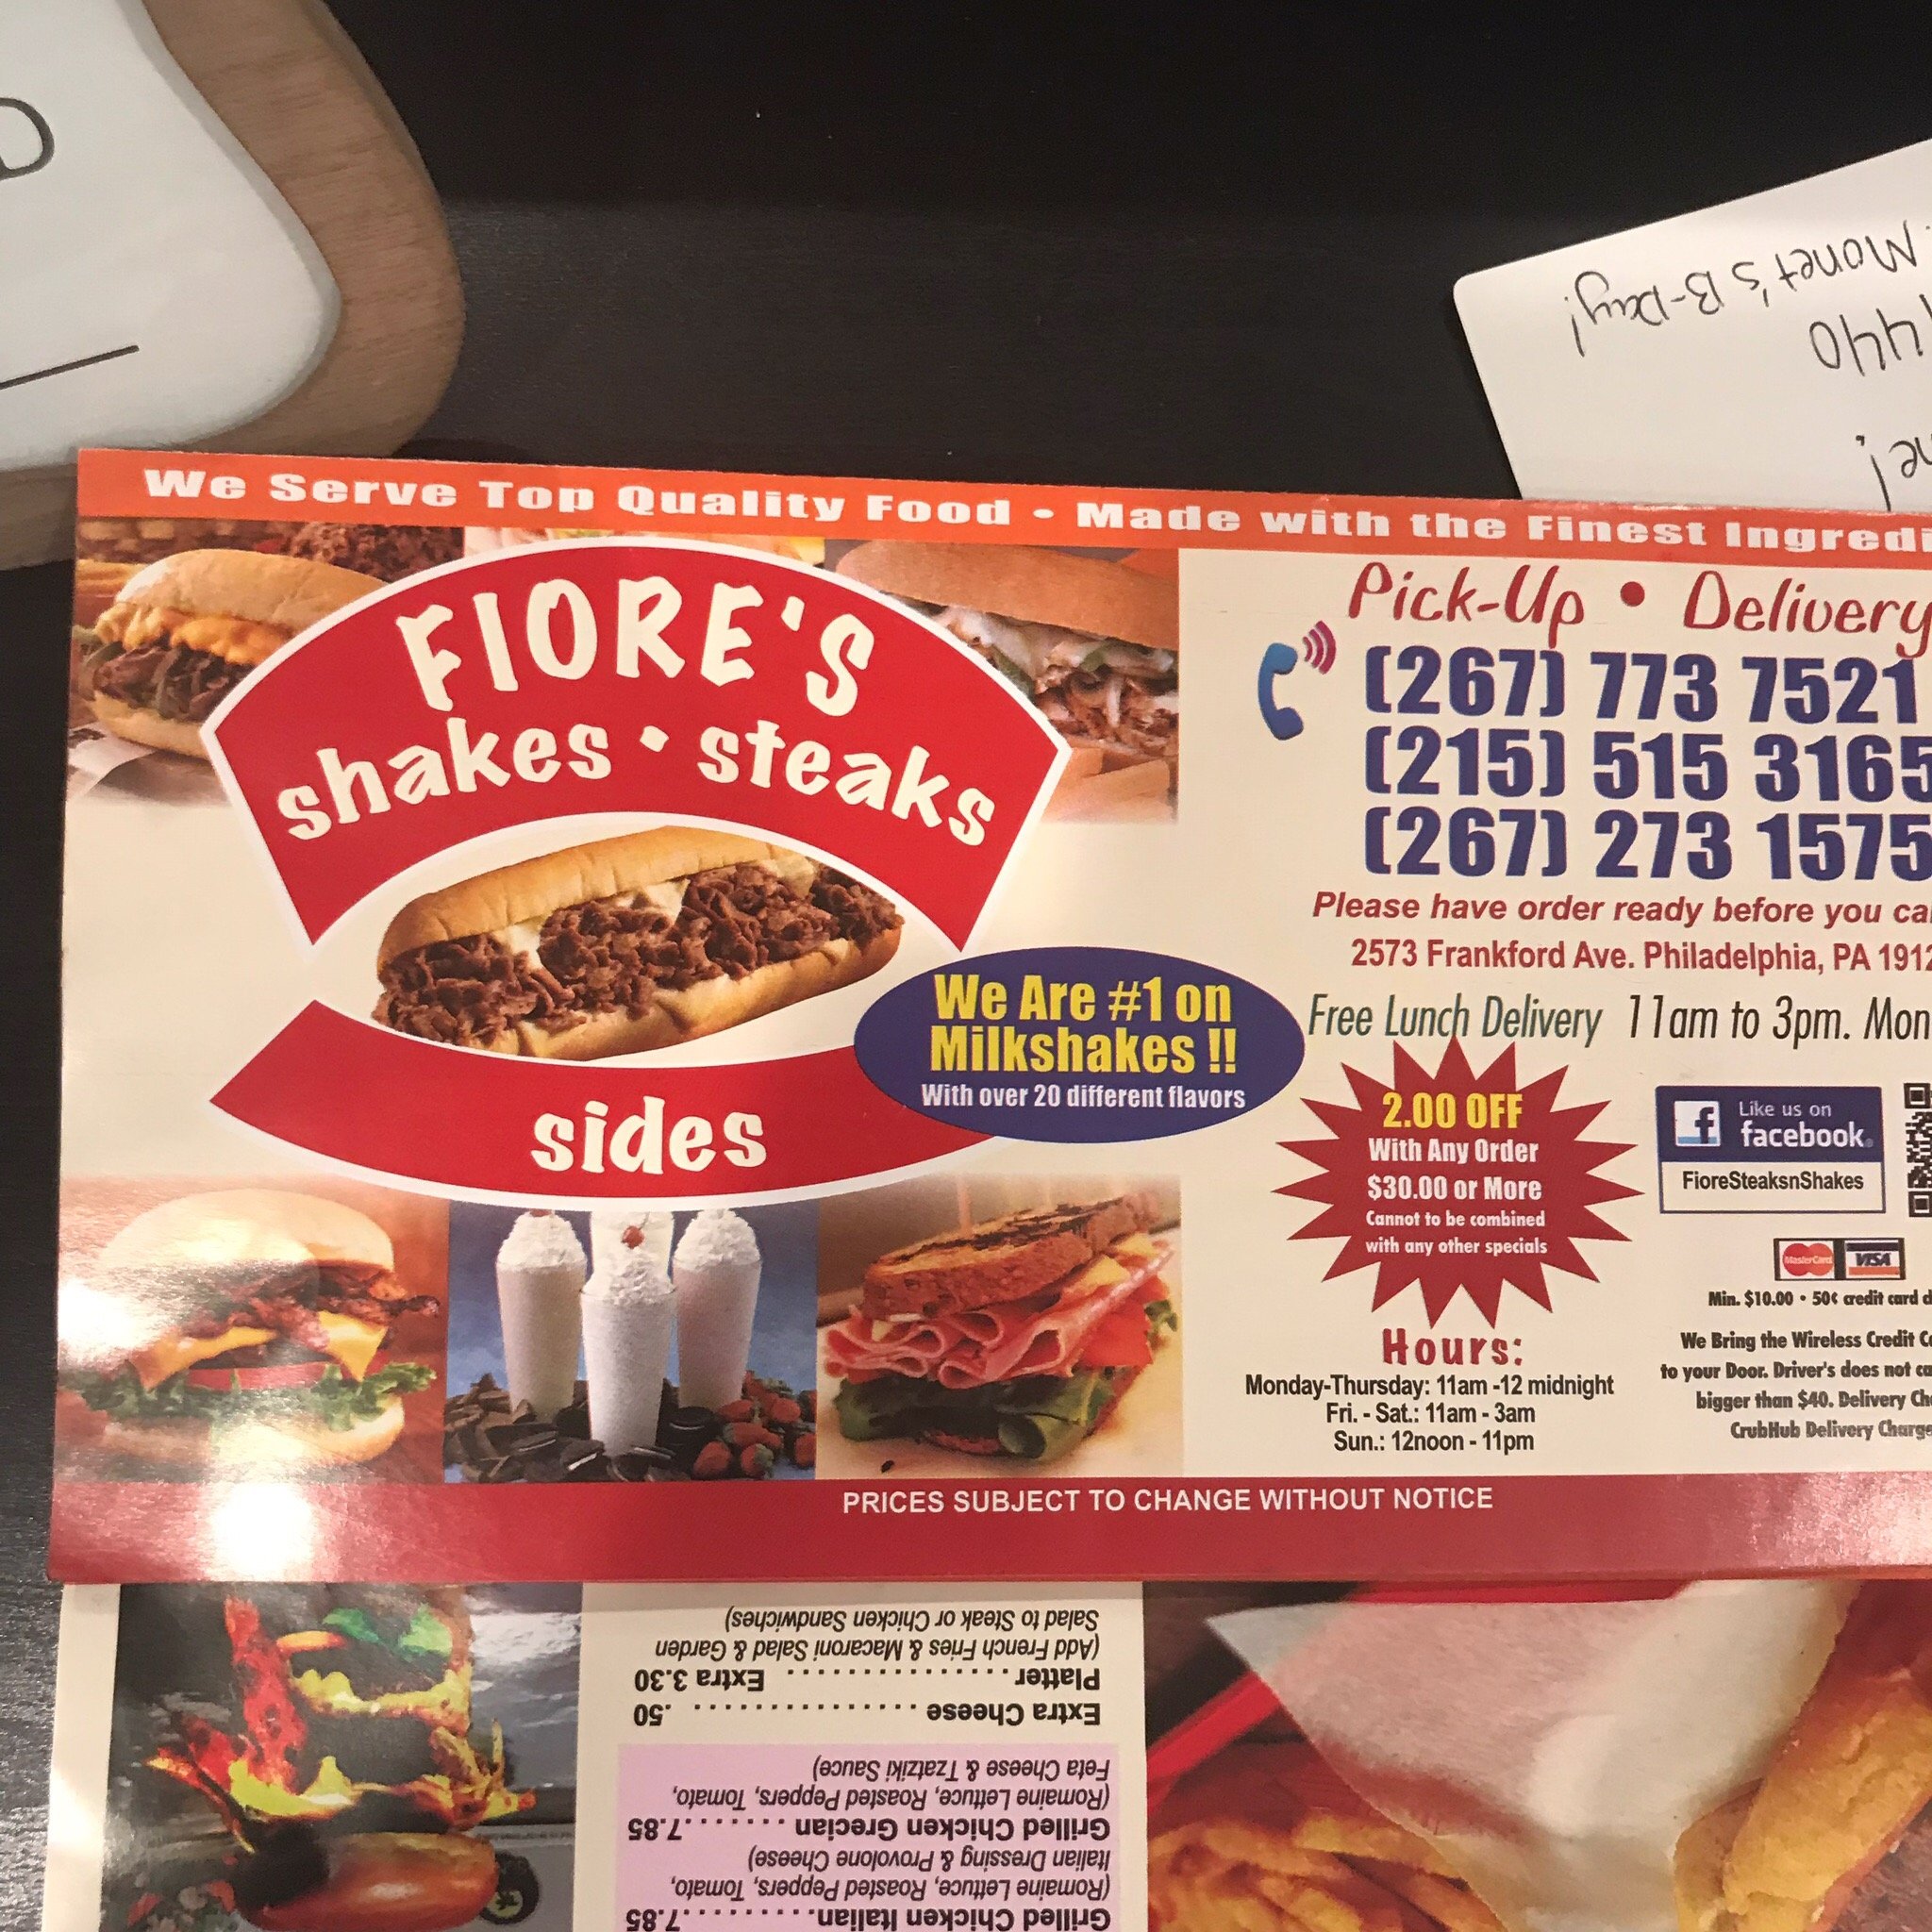 D
Monet's B-Day!
We Serve Top Quality Food • Made with the Finest Ingredi
FIORE'S
shakes • steaks
sides
We Are #1 on
Milkshakes !!
With over 20 different flavors
Pick-Up • Delivery
(267) 773 7521
(215) 515 3165
(267) 273 1575
Please have order ready before you ca
2573 Frankford Ave. Philadelphia, PA 1912
Free Lunch Delivery 11am to 3pm. Mon
2.00 OFF
With Any Order
$30.00 or More
Cannot to be combined
with any other specials
f Like us on
facebook
FioreSteaksnShakes
MasterCard VISA
Min. $10.00 • 50¢ credit card
We Bring the Wireless Credit
to your Door. Driver's does not
bigger than $40. Delivery
CrubHub Delivery Charge
Hours:
Monday-Thursday: 11am -12 midnight
Fri. - Sat.: 11am - 3am
Sun.: 12noon - 11pm
PRICES SUBJECT TO CHANGE WITHOUT NOTICE
Grilled Chicken Italian..........7.85
(Romaine Lettuce, Roasted Peppers, Tomato,
Italian Dressing & Provolone Cheese)
Grilled Chicken Grecian ........7.85
(Romaine Lettuce, Roasted Peppers, Tomato,
Feta Cheese & Tzatziki Sauce)
Extra Cheese ................ .50
Platter ................ Extra 3.30
(Add French Fries & Macaroni Salad & Garden
Salad to Steak or Chicken Sandwiches)